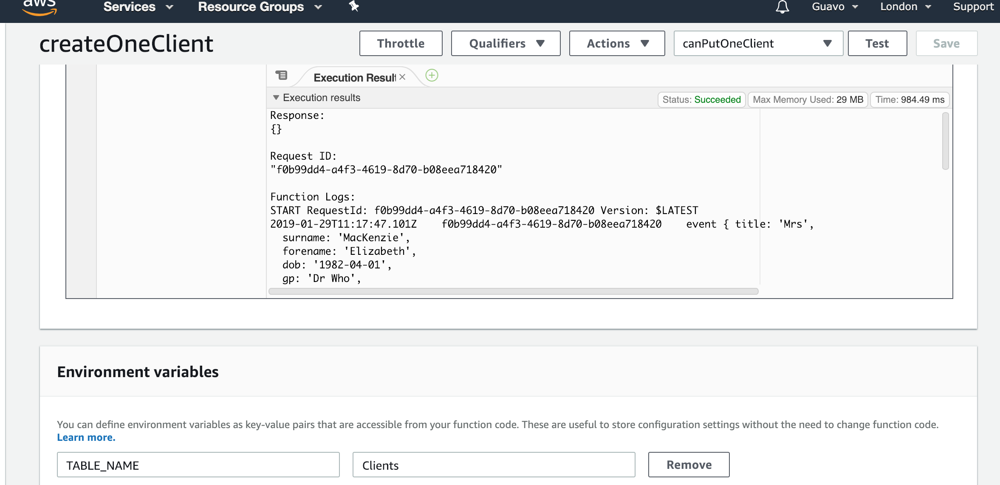 aws Services Resource Groups Guavo London Support
createOneClient Throttle Qualifiers Actions canPutOneClient Test Save
Execution Result
Execution results Status: Succeeded Max Memory Used: 29 MB Time: 984.49 ms
Response:
{}
Request ID:
"f0b99dd4-a4f3-4619-8d70-b08eea718420"
Function Logs:
START RequestId: f0b99dd4-a4f3-4619-8d70-b08eea718420 Version: $LATEST
2019-01-29T11:17:47.101Z f0b99dd4-a4f3-4619-8d70-b08eea718420 event { title: 'Mrs',
surname: 'MacKenzie',
forename: 'Elizabeth',
dob: '1982-04-01',
gp: 'Dr Who',
Environment variables
You can define environment variables as key-value pairs that are accessible from your function code. These are useful to store configuration settings without the need to change function code.
Learn more.
TABLE_NAME Clients Remove